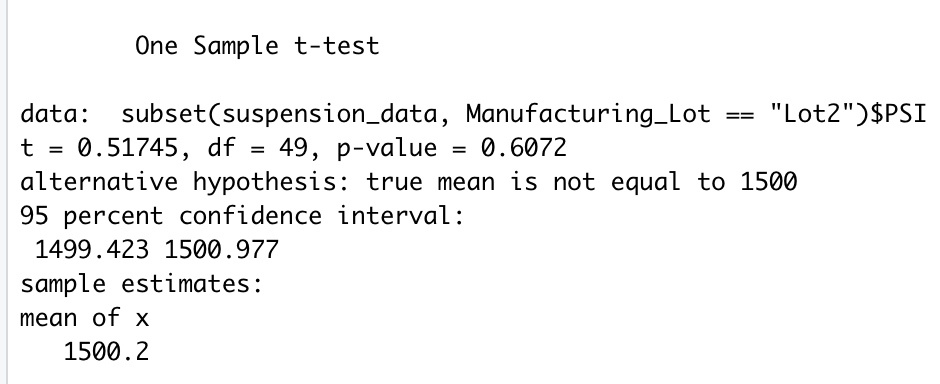 One Sample t-test
data:  subset(suspension_data, Manufacturing_Lot == "Lot2")$PSI
t = 0.51745, df = 49, p-value = 0.6072
alternative hypothesis: true mean is not equal to 1500
95 percent confidence interval:
1499.423 1500.977
sample estimates:
mean of x
1500.2